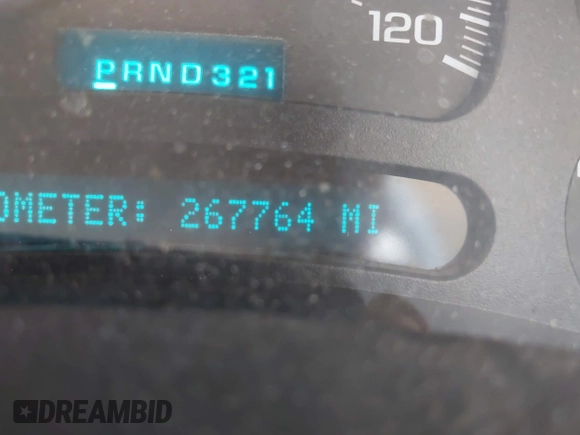 120
PRND321
OMETER: 267764 MI
DREAMBID